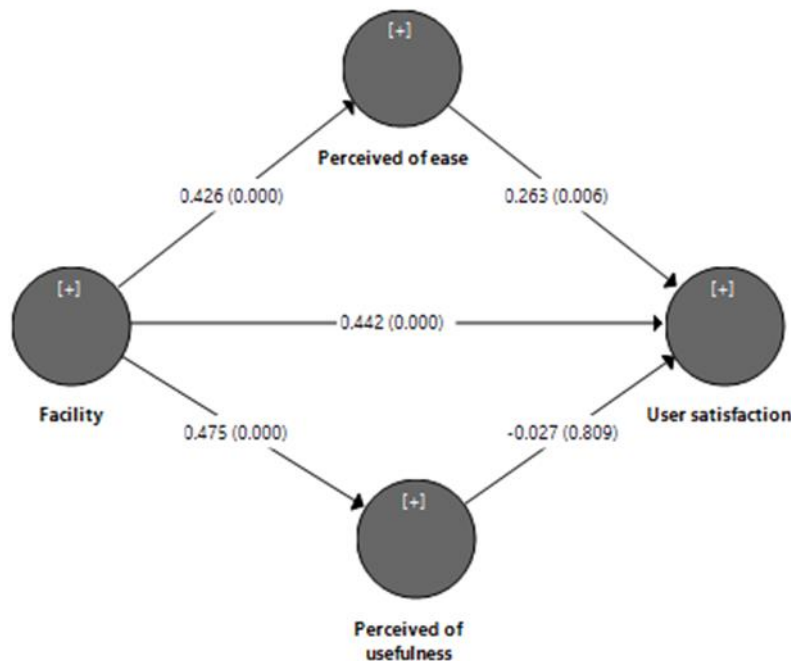 [+]
Perceived of ease
0.426 (0.000)
0.263 (0.006)
[+]
[+]
0.442 (0.000)
Facility
User satisfaction
0.475 (0.000)
-0.027 (0.809)
[+]
Perceived of
usefulness